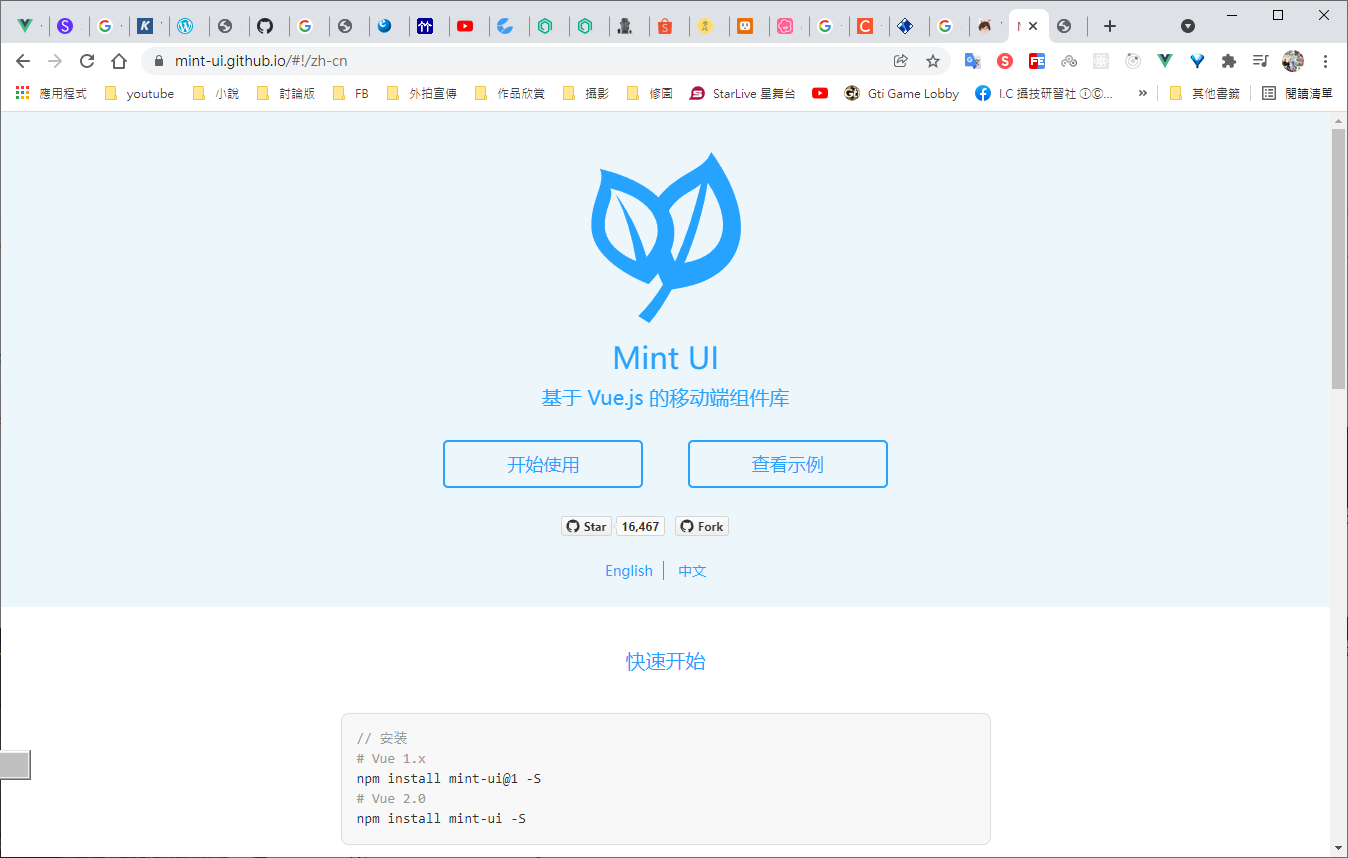 mint-ui.github.io/#!/zh-cn
應用程式 youtube 小說 討論版 FB 外拍宣傳 作品欣賞 攝影 修圖 StarLive 星舞台 Gti Game Lobby I.C 攝技研習社 ⒾⒸ... » 其他書籤 閱讀清單
Mint UI
基于 Vue.js 的移动端组件库
开始使用 查看示例
Star 16,467 Fork
English 中文
快速开始
// 安装
# Vue 1.x
npm install mint-ui@1 -S
# Vue 2.0
npm install mint-ui -S